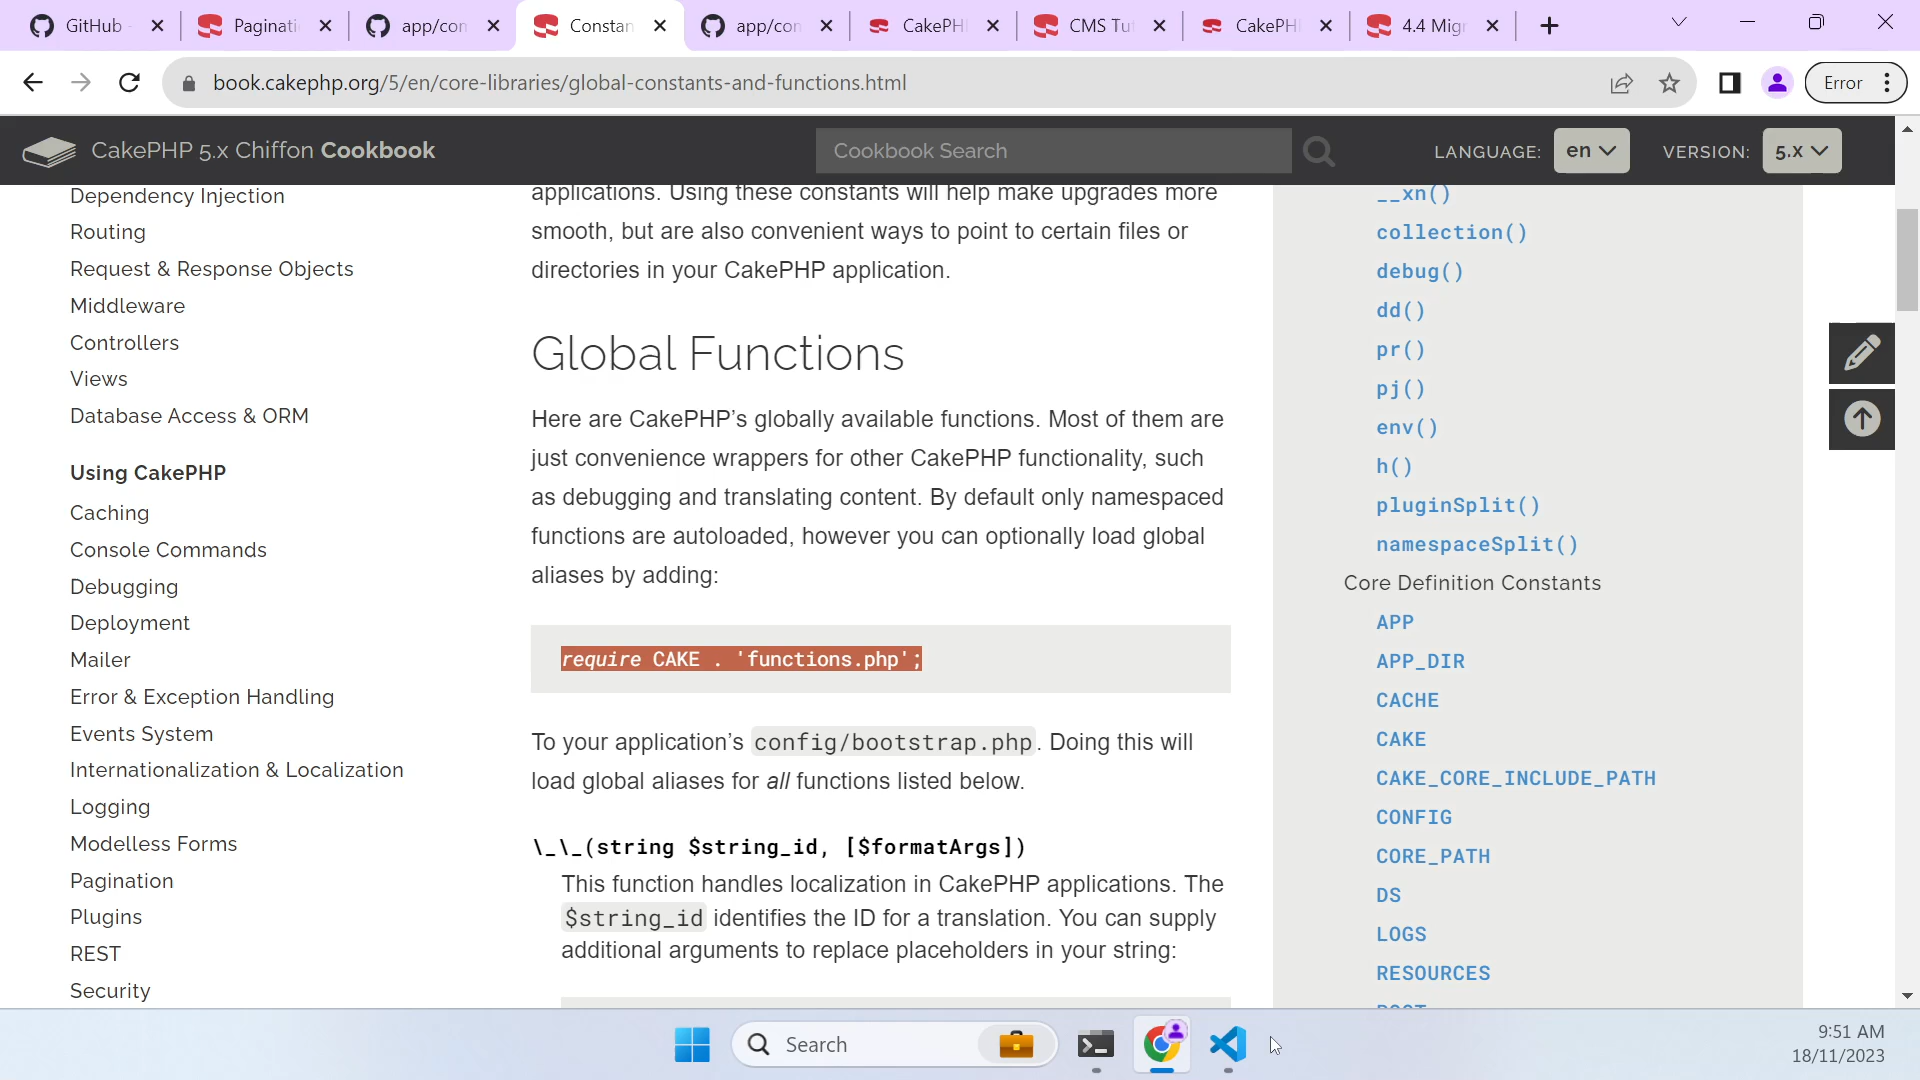 GitHub
Paginati
app/con
Constan
app/con
CakePH
CMS Tu
CakePH
4.4 Mig
book.cakephp.org/5/en/core-libraries/global-constants-and-functions.html
Error
CakePHP 5.x Chiffon Cookbook
Cookbook Search
LANGUAGE:
en
VERSION:
5.x
Dependency Injection
Routing
Request & Response Objects
Middleware
Controllers
Views
Database Access & ORM
Using CakePHP
Caching
Console Commands
Debugging
Deployment
Mailer
Error & Exception Handling
Events System
Internationalization & Localization
Logging
Modelless Forms
Pagination
Plugins
REST
Security
applications. Using these constants will help make upgrades more
smooth, but are also convenient ways to point to certain files or
directories in your CakePHP application.
Global Functions
Here are CakePHP’s globally available functions. Most of them are
just convenience wrappers for other CakePHP functionality, such
as debugging and translating content. By default only namespaced
functions are autoloaded, however you can optionally load global
aliases by adding:
require CAKE . 'functions.php';
To your application’s config/bootstrap.php. Doing this will
load global aliases for all functions listed below.
\_\_(string $string_id, [$formatArgs])
This function handles localization in CakePHP applications. The
$string_id identifies the ID for a translation. You can supply
additional arguments to replace placeholders in your string:
__xn()
collection()
debug()
dd()
pr()
pj()
env()
h()
pluginSplit()
namespaceSplit()
Core Definition Constants
APP
APP_DIR
CACHE
CAKE
CAKE_CORE_INCLUDE_PATH
CONFIG
CORE_PATH
DS
LOGS
RESOURCES
Search
9:51 AM
18/11/2023